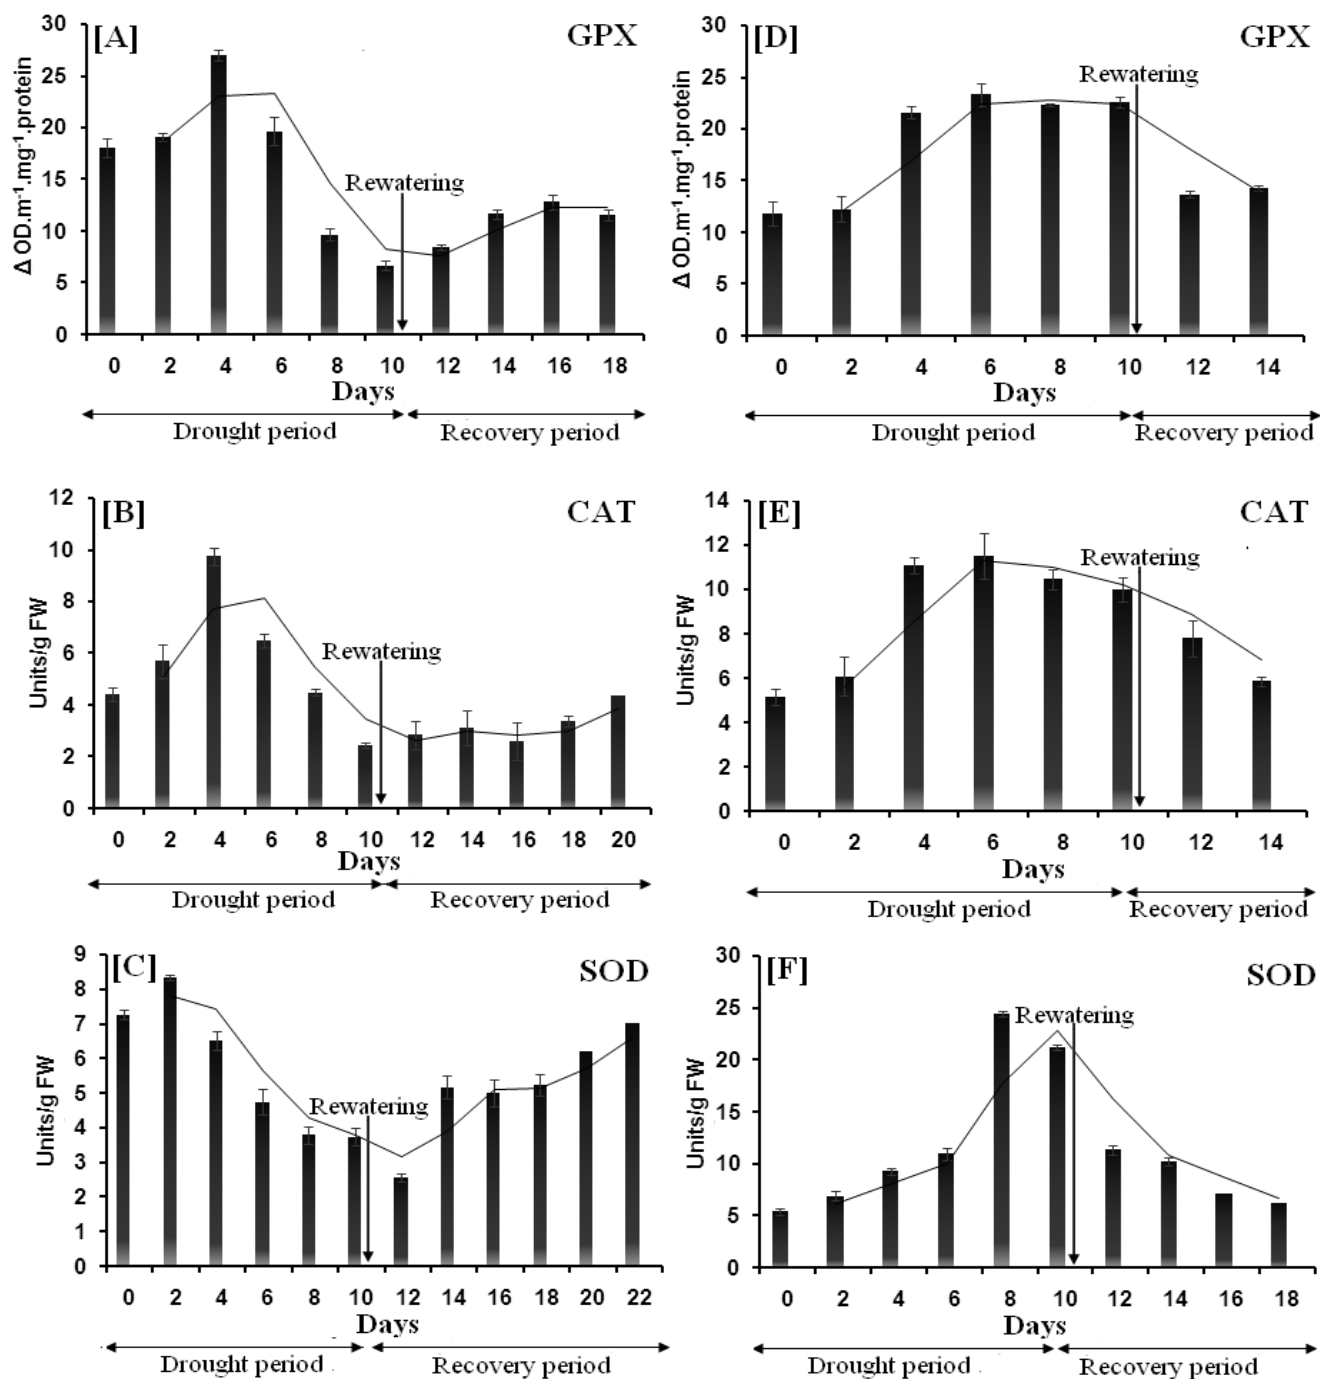 [A] GPX
Δ OD.m⁻¹.mg⁻¹.protein
30
25
20
15
10
5
0
Rewatering
0 2 4 6 8 10 12 14 16 18
Days
Drought period Recovery period
[D] GPX
Δ OD.m⁻¹.mg⁻¹.protein
30
25
20
15
10
5
0
Rewatering
0 2 4 6 8 10 12 14
Days
Drought period Recovery period
[B] CAT
Units/g FW
12
10
8
6
4
2
0
Rewatering
0 2 4 6 8 10 12 14 16 18 20
Days
Drought period Recovery period
[E] CAT
Units/g FW
14
12
10
8
6
4
2
0
Rewatering
0 2 4 6 8 10 12 14
Days
Drought period Recovery period
[C] SOD
Units/g FW
9
8
7
6
5
4
3
2
1
0
Rewatering
0 2 4 6 8 10 12 14 16 18 20 22
Days
Drought period Recovery period
[F] SOD
Units/g FW
30
25
20
15
10
5
0
Rewatering
0 2 4 6 8 10 12 14 16 18
Days
Drought period Recovery period